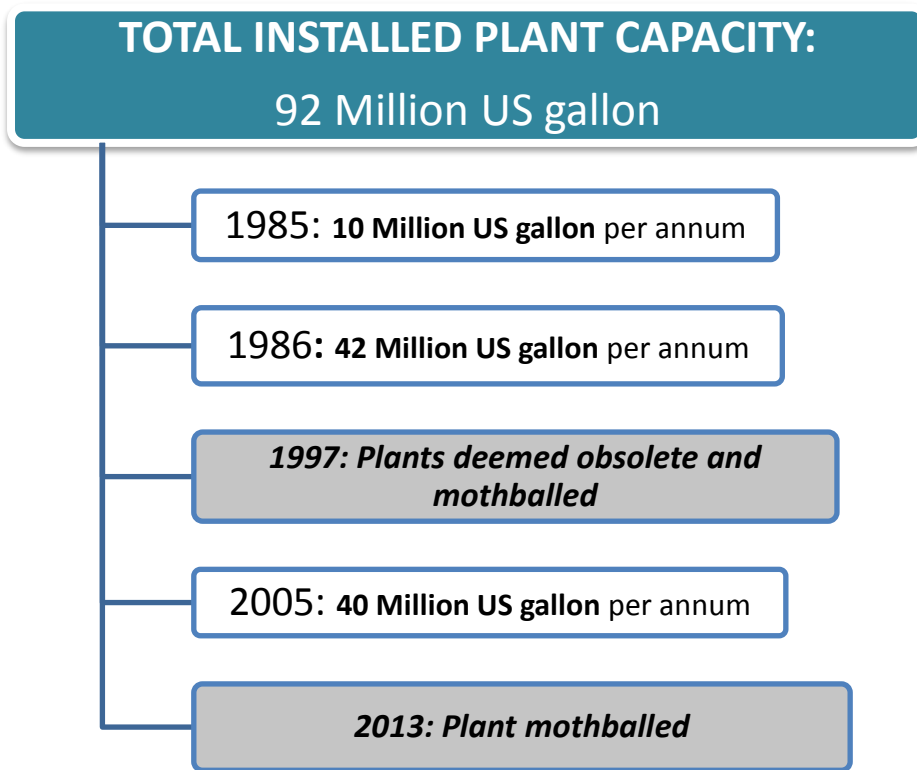 TOTAL INSTALLED PLANT CAPACITY:
92 Million US gallon
1985: 10 Million US gallon per annum
1986: 42 Million US gallon per annum
1997: Plants deemed obsolete and
mothballed
2005: 40 Million US gallon per annum
2013: Plant mothballed